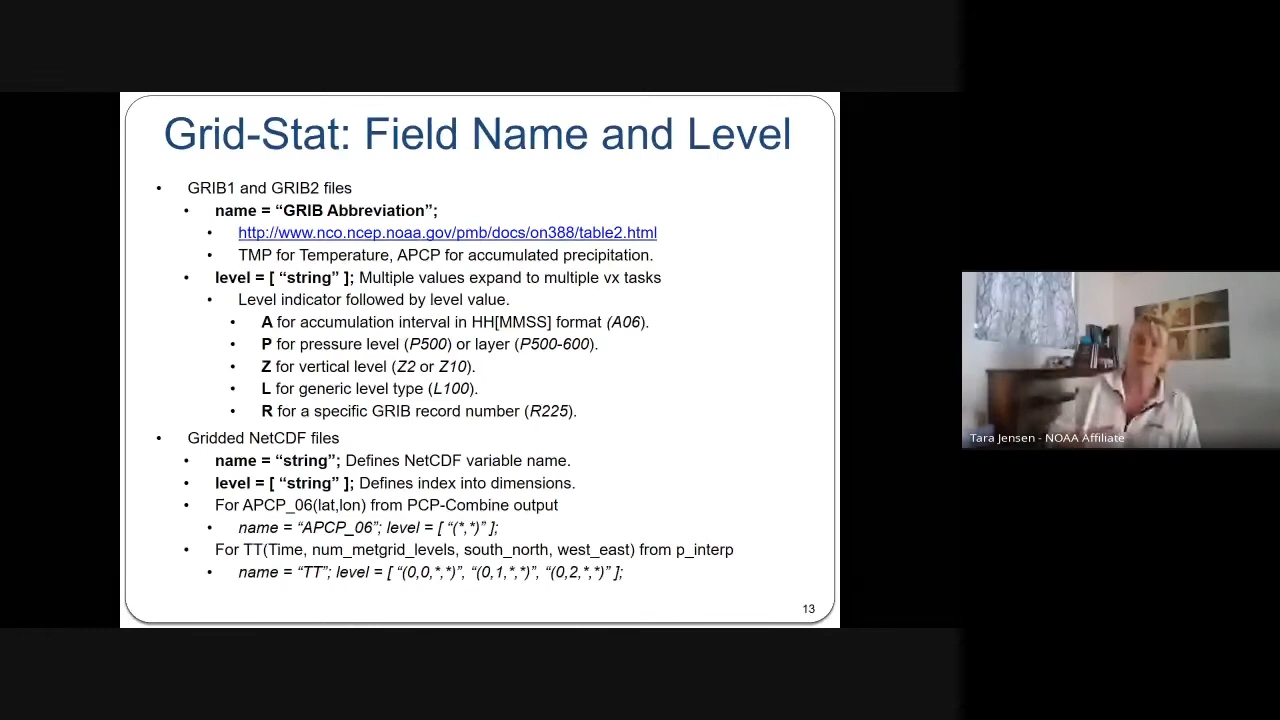 Grid-Stat: Field Name and Level
• GRIB1 and GRIB2 files
• name = “GRIB Abbreviation”;
• http://www.nco.ncep.noaa.gov/pmb/docs/on388/table2.html
• TMP for Temperature, APCP for accumulated precipitation.
• level = [ “string” ]; Multiple values expand to multiple vx tasks
• Level indicator followed by level value.
• A for accumulation interval in HH[MMSS] format (A06).
• P for pressure level (P500) or layer (P500-600).
• Z for vertical level (Z2 or Z10).
• L for generic level type (L100).
• R for a specific GRIB record number (R225).
• Gridded NetCDF files
• name = “string”; Defines NetCDF variable name.
• level = [ “string” ]; Defines index into dimensions.
• For APCP_06(lat,lon) from PCP-Combine output
• name = “APCP_06”; level = [ “(*,*)” ];
• For TT(Time, num_metgrid_levels, south_north, west_east) from p_interp
• name = “TT”; level = [ “(0,0,*,*)”, “(0,1,*,*)”, “(0,2,*,*)” ];
13
Tara Jensen - NOAA Affiliate